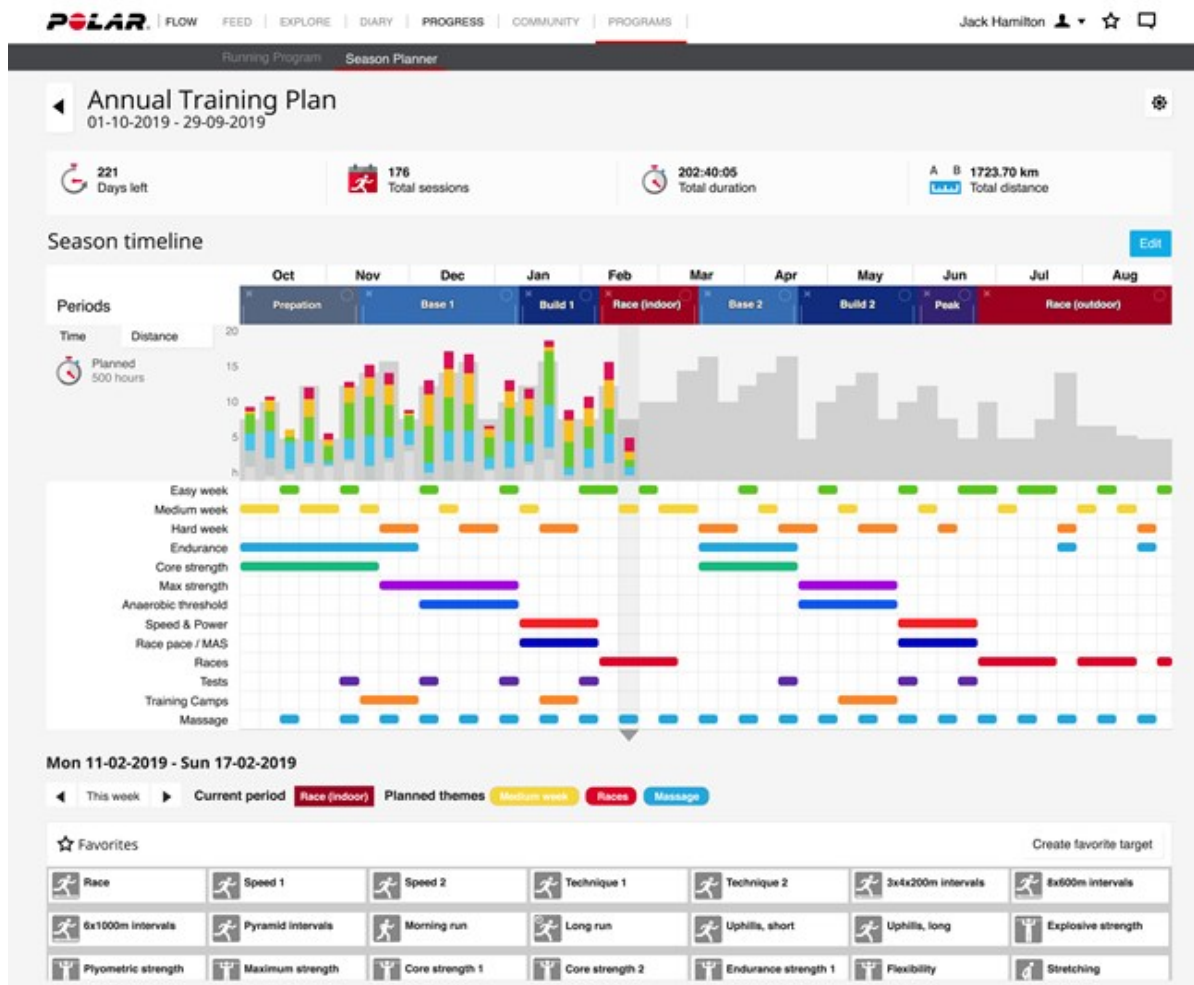 POLAR. FLOW FEED EXPLORE DIARY PROGRESS COMMUNITY PROGRAMS Jack Hamilton
Running Program Season Planner
Annual Training Plan
01-10-2019 - 29-09-2019
221 176 202:40:05 A B 1723.70 km
Days left Total sessions Total duration Total distance
Season timeline Edit
Oct Nov Dec Jan Feb Mar Apr May Jun Jul Aug
Periods Prepation Base 1 Build 1 Race (indoor) Base 2 Build 2 Peak Race (outdoor)
Time Distance 20
Planned
500 hours
15
10
5
h
Easy week
Medium week
Hard week
Endurance
Core strength
Max strength
Anaerobic threshold
Speed & Power
Race pace / MAS
Races
Tests
Training Camps
Massage
Mon 11-02-2019 - Sun 17-02-2019
This week Current period Race (indoor) Planned themes Medium week Races Massage
Favorites Create favorite target
Race Speed 1 Speed 2 Technique 1 Technique 2 3x4x200m intervals 8x600m intervals
6x1000m intervals Pyramid intervals Morning run Long run Uphills, short Uphills, long Explosive strength
Plyometric strength Maximum strength Core strength 1 Core strength 2 Endurance strength 1 Flexibility Stretching